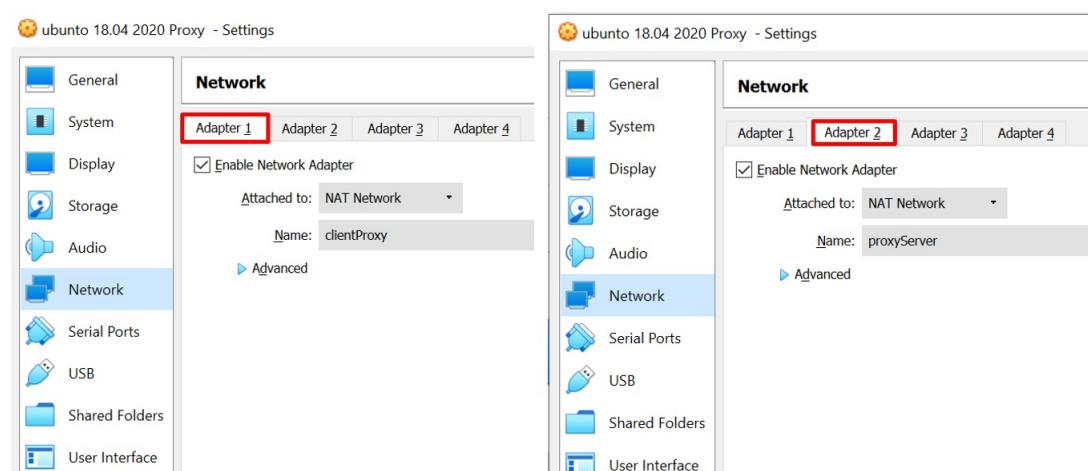 ubunto 18.04 2020 Proxy - Settings
General
System
Display
Storage
Audio
Network
Serial Ports
USB
Shared Folders
User Interface
Network
Adapter 1 Adapter 2 Adapter 3 Adapter 4
Enable Network Adapter
Attached to: NAT Network
Name: clientProxy
Advanced
ubunto 18.04 2020 Proxy - Settings
General
System
Display
Storage
Audio
Network
Serial Ports
USB
Shared Folders
User Interface
Network
Adapter 1 Adapter 2 Adapter 3 Adapter 4
Enable Network Adapter
Attached to: NAT Network
Name: proxyServer
Advanced